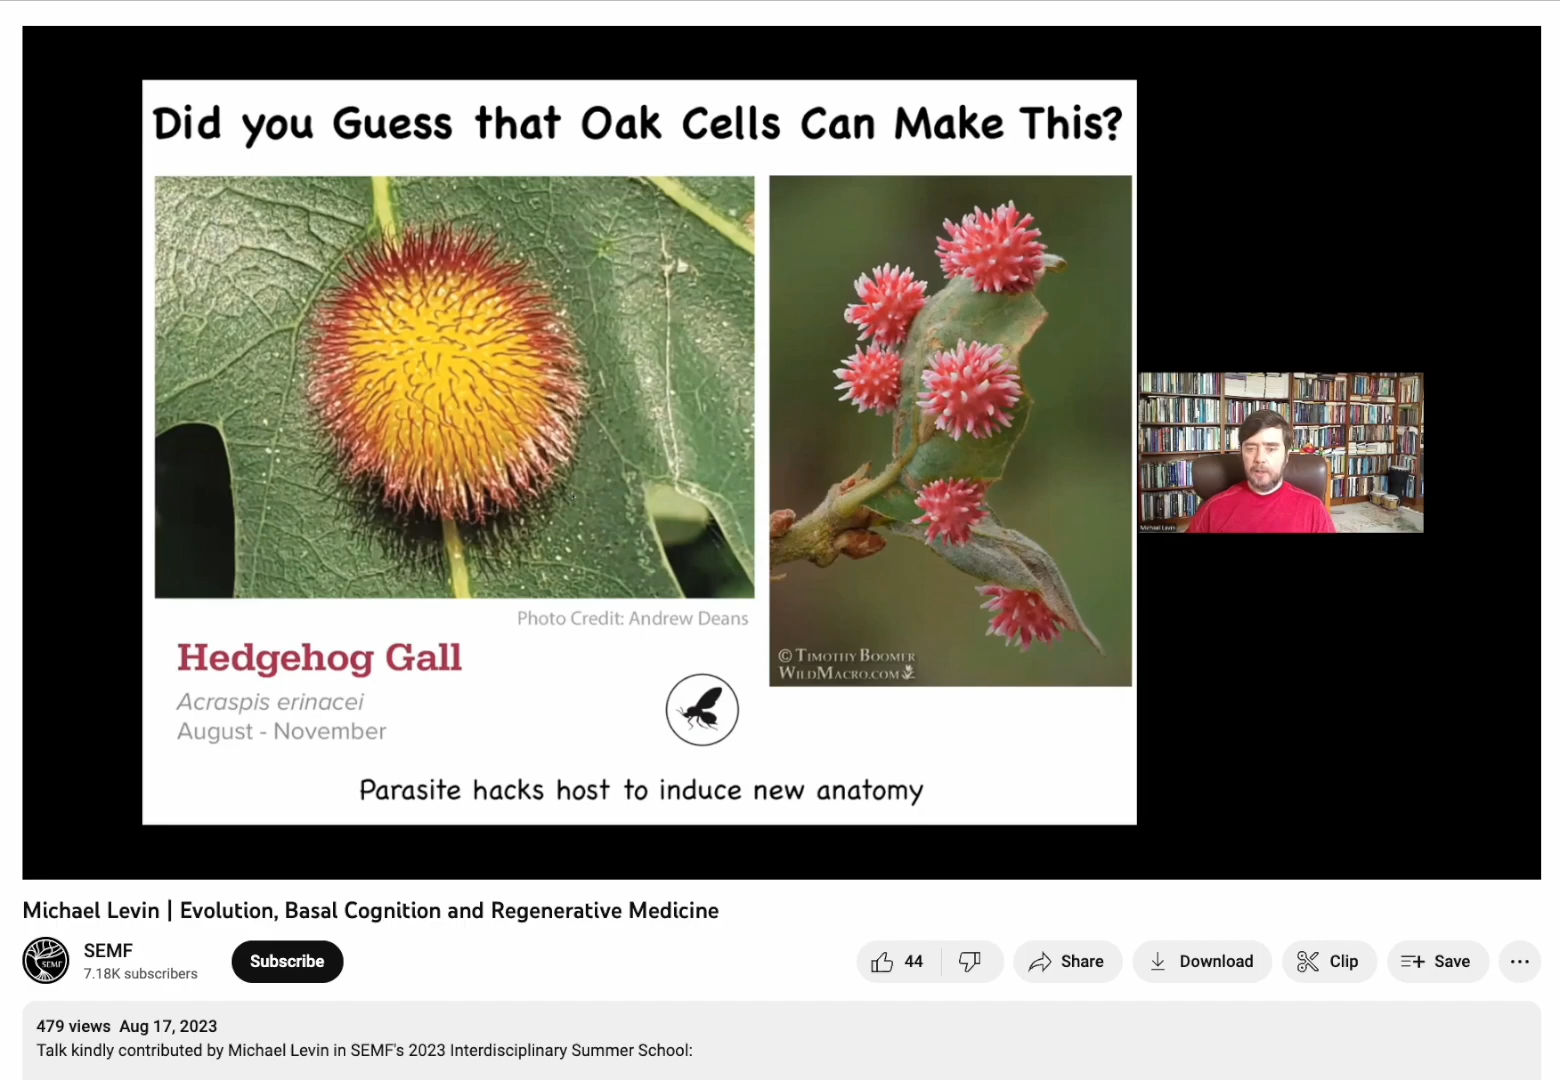 Did you Guess that Oak Cells Can Make This?
Photo Credit: Andrew Deans
Hedgehog Gall
Acraspis erinacei
August - November
© Timothy Boomer
WildMacro.com
Parasite hacks host to induce new anatomy
Michael Levin
Michael Levin | Evolution, Basal Cognition and Regenerative Medicine
SEMF
SEMF
7.18K subscribers
Subscribe
44
Share
Download
Clip
Save
479 views Aug 17, 2023
Talk kindly contributed by Michael Levin in SEMF's 2023 Interdisciplinary Summer School: